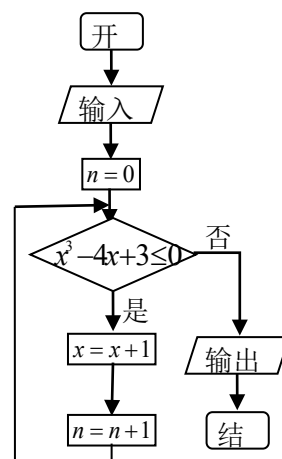 开
输入
n = 0
x³−4x+3≤0
否
是
x = x+1
输出
n = n+1
结